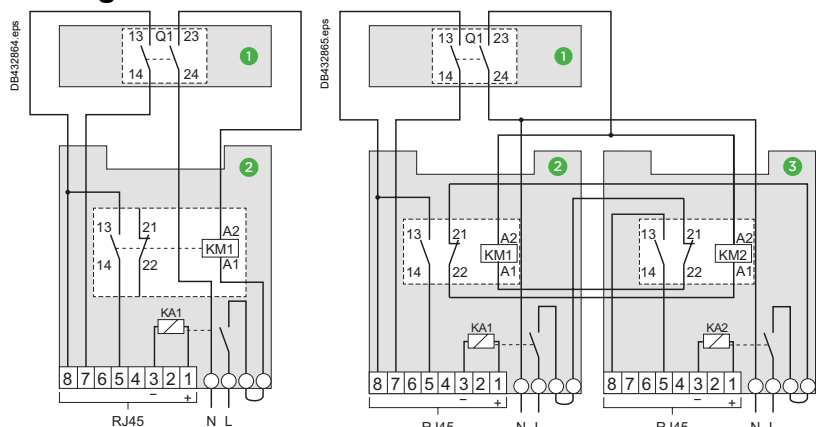 DB432864.eps
13 Q1 23
14 24
1
2
13 21 A2
KM1
14 22 A1
KA1
8 7 6 5 4 3 2 1
− +
RJ45 N L
DB432865.eps
13 Q1 23
14 24
1
2
13 21 A2
KM1
14 22 A1
KA1
8 7 6 5 4 3 2 1
− +
RJ45 N L
3
13 21 A2
KM2
14 22 A1
KA2
8 7 6 5 4 3 2 1
− +
RJ45 N L